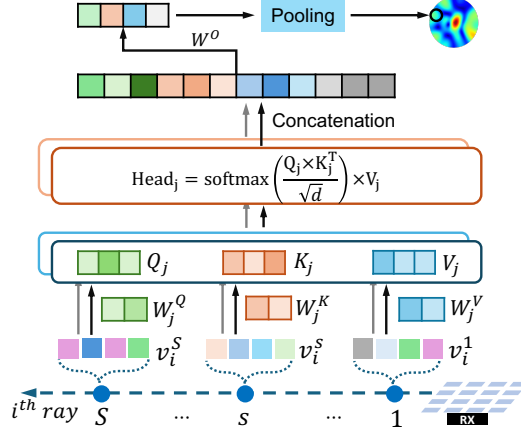 Pooling
W^O
Concatenation
Head_j = softmax(Q_j×K_j^T/√d)×V_j
Q_j K_j V_j
W_j^Q W_j^K W_j^V
v_i^S v_i^s v_i^1
i^th ray S ... s ... 1
RX